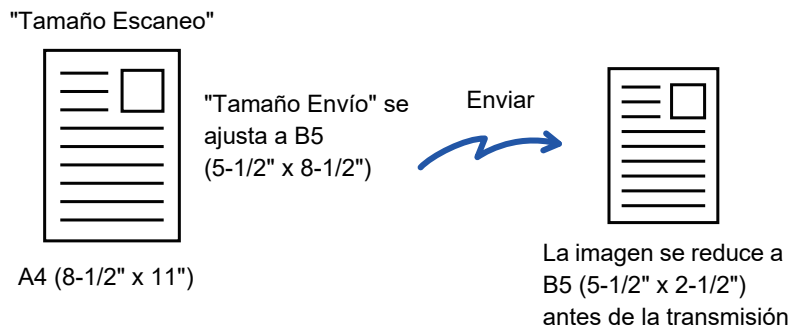 "Tamaño Escaneo"
"Tamaño Envío" se
ajusta a B5
(5-1/2" x 8-1/2")
Enviar
A4 (8-1/2" x 11")
La imagen se reduce a
B5 (5-1/2" x 2-1/2")
antes de la transmisión